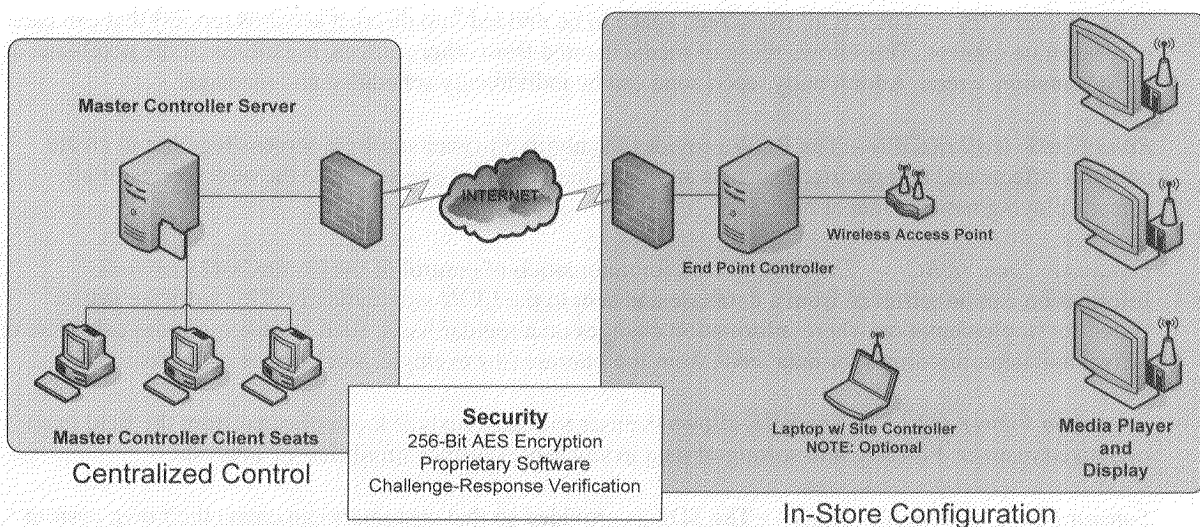 Master Controller Server
INTERNET
Wireless Access Point
End Point Controller
Master Controller Client Seats
Centralized Control
Security
256-Bit AES Encryption
Proprietary Software
Challenge-Response Verification
Laptop w/ Site Controller
NOTE: Optional
Media Player
and
Display
In-Store Configuration